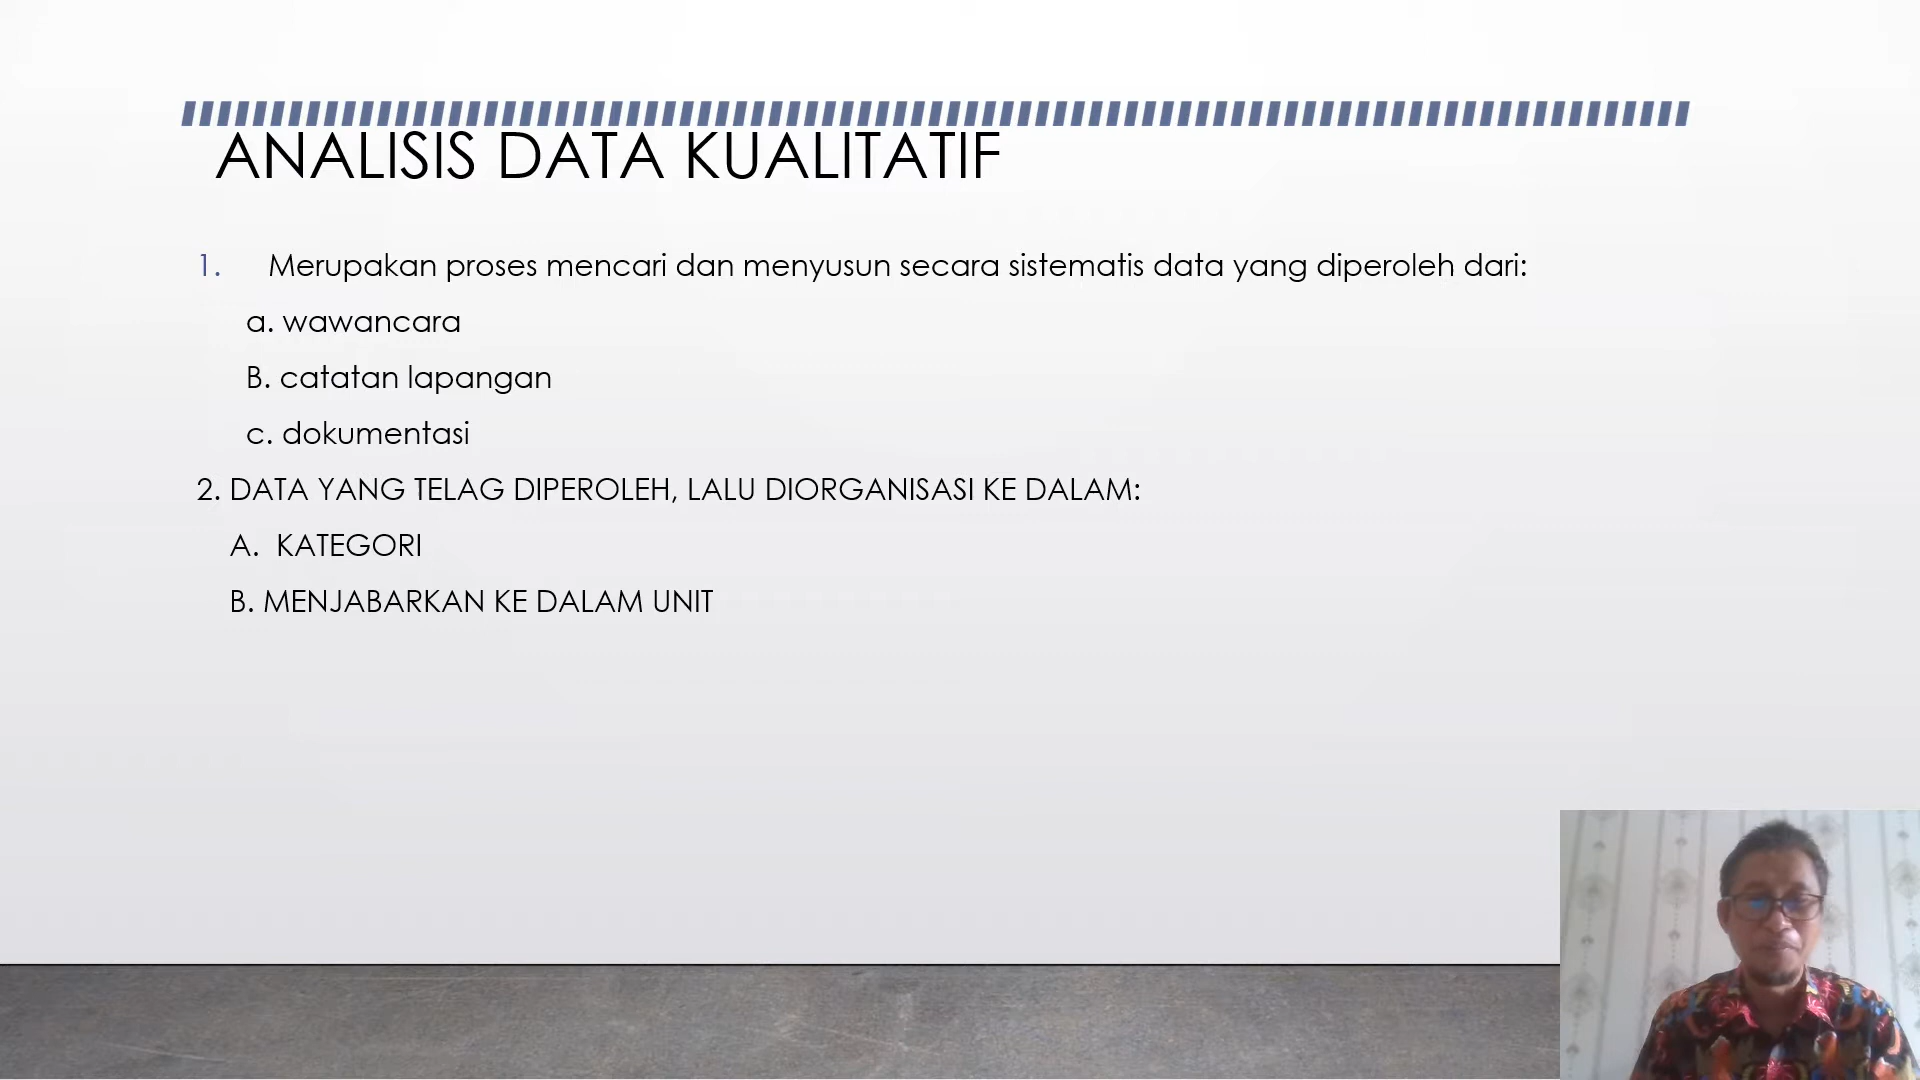 ANALISIS DATA KUALITATIF
1. Merupakan proses mencari dan menyusun secara sistematis data yang diperoleh dari:
a. wawancara
B. catatan lapangan
c. dokumentasi
2. DATA YANG TELAG DIPEROLEH, LALU DIORGANISASI KE DALAM:
A. KATEGORI
B. MENJABARKAN KE DALAM UNIT